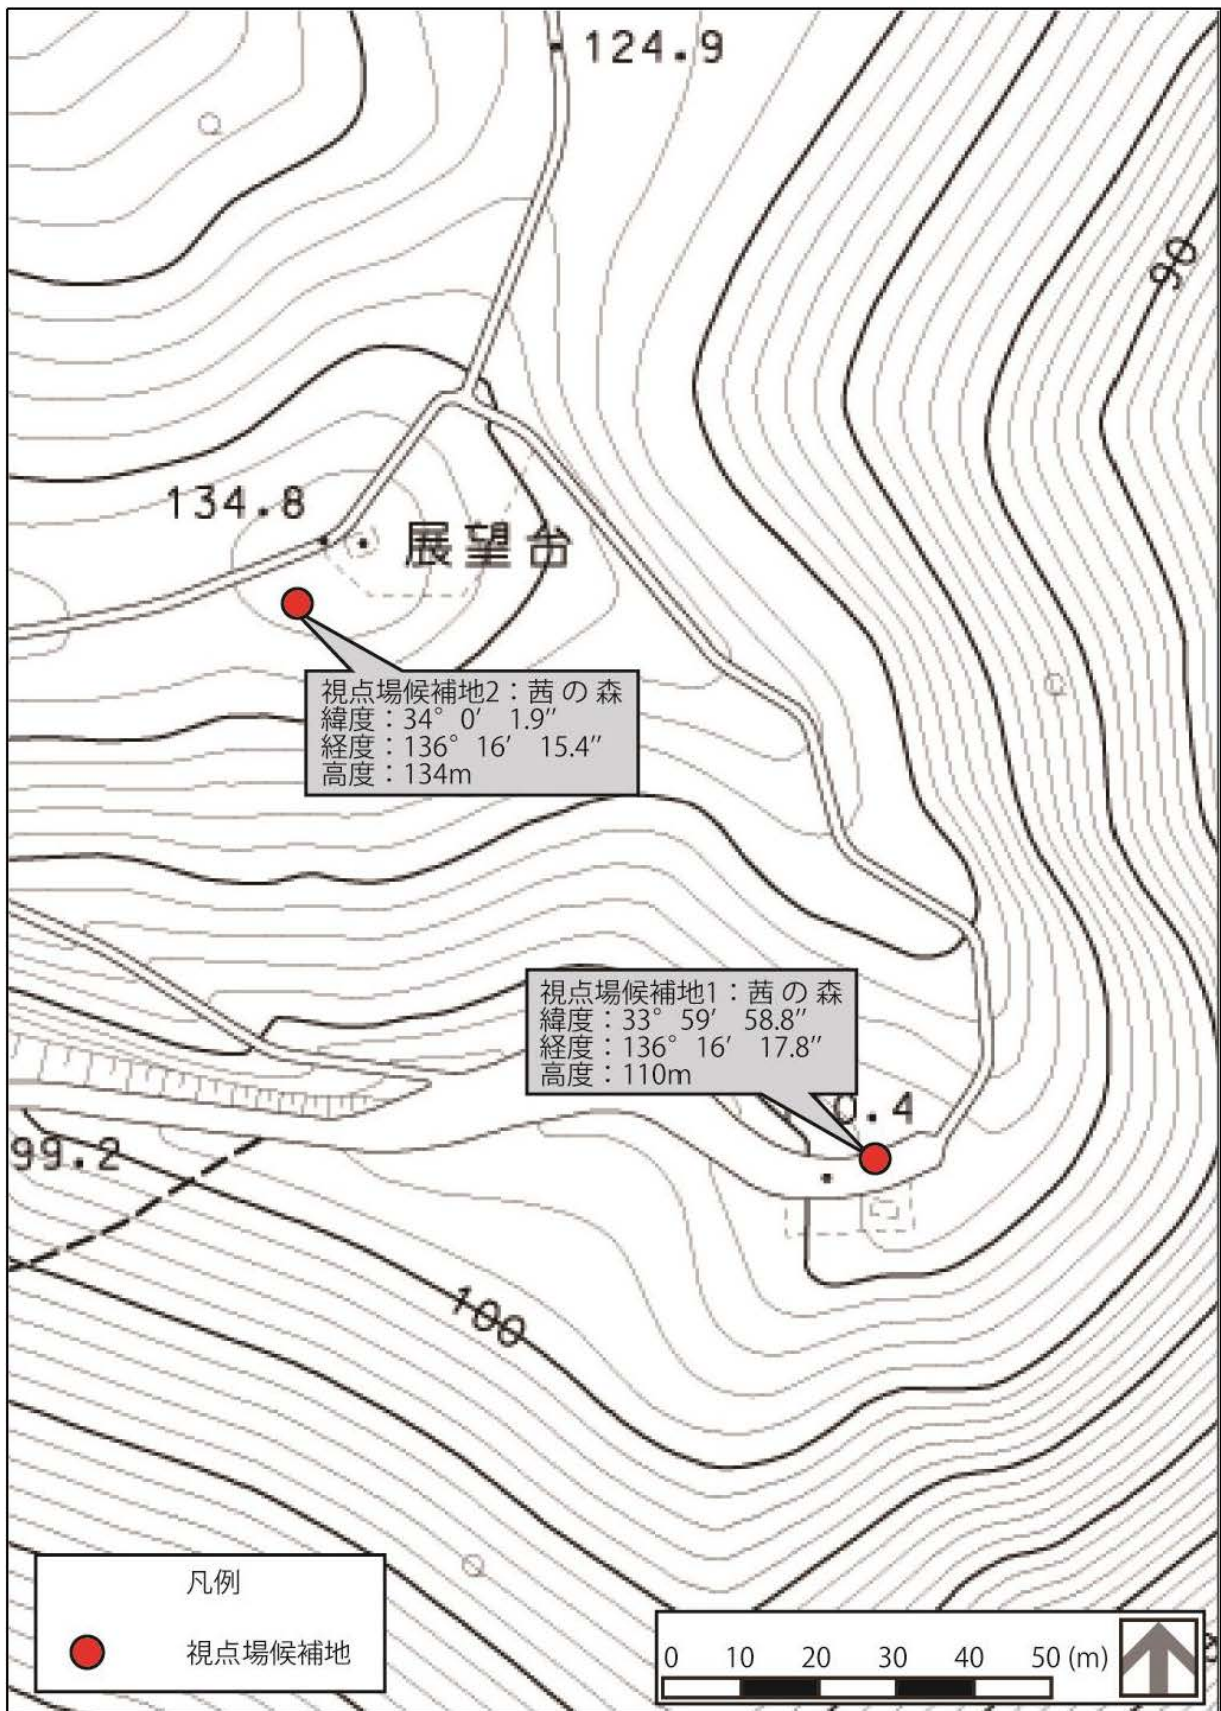 124.9
90
134.8
展望台
視点場候補地2：茜の森
緯度：34° 0′ 1.9″
経度：136° 16′ 15.4″
高度：134m
視点場候補地1：茜の森
緯度：33° 59′ 58.8″
経度：136° 16′ 17.8″
高度：110m
0.4
99.2
100
凡例
視点場候補地
0 10 20 30 40 50 (m)